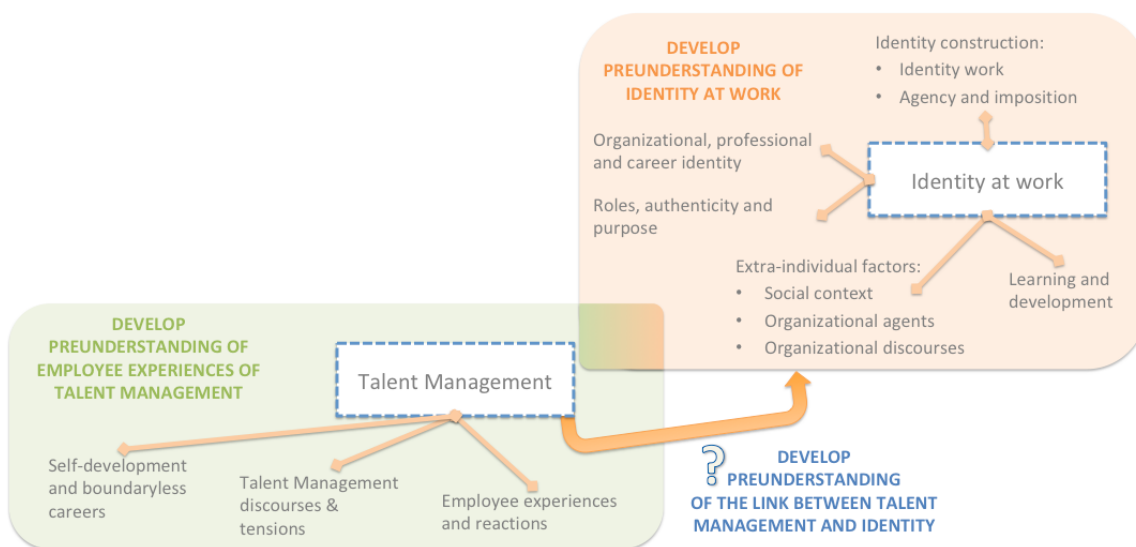 DEVELOP
PREUNDERSTANDING OF
IDENTITY AT WORK
Identity construction:
• Identity work
• Agency and imposition
Organizational, professional
and career identity
Identity at work
Roles, authenticity and
purpose
Extra-individual factors:
• Social context
• Organizational agents
• Organizational discourses
Learning and
development
DEVELOP
PREUNDERSTANDING OF
EMPLOYEE EXPERIENCES OF
TALENT MANAGEMENT
Talent Management
Self-development
and boundaryless
careers
Talent Management
discourses &
tensions
Employee experiences
and reactions
?
DEVELOP
PREUNDERSTANDING
OF THE LINK BETWEEN TALENT
MANAGEMENT AND IDENTITY